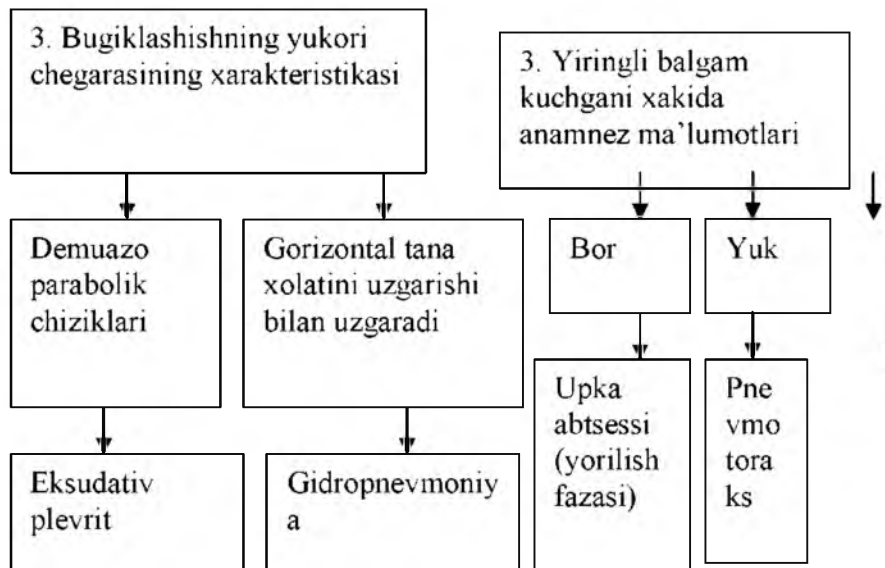 3. Bugiklashishning yukori
chegarasining xarakteristikasi
3. Yiringli balgam
kuchgani xakida
anamnez ma'lumotlari
Demuazo
parabolik
chiziklari
Gorizontal tana
xolatini uzgarishi
bilan uzgaradi
Bor
Yuk
Eksudativ
plevrit
Gidropnevmoniy
a
Upka
abtsessi
(yorilish
fazasi)
Pne
vmo
tora
ks